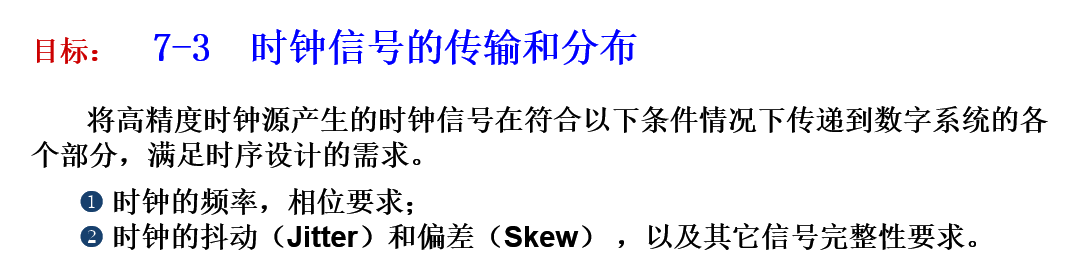 目标： 7-3 时钟信号的传输和分布
将高精度时钟源产生的时钟信号在符合以下条件情况下传递到数字系统的各
个部分，满足时序设计的需求。
❶ 时钟的频率，相位要求；
❷ 时钟的抖动（Jitter）和偏差（Skew） ，以及其它信号完整性要求。